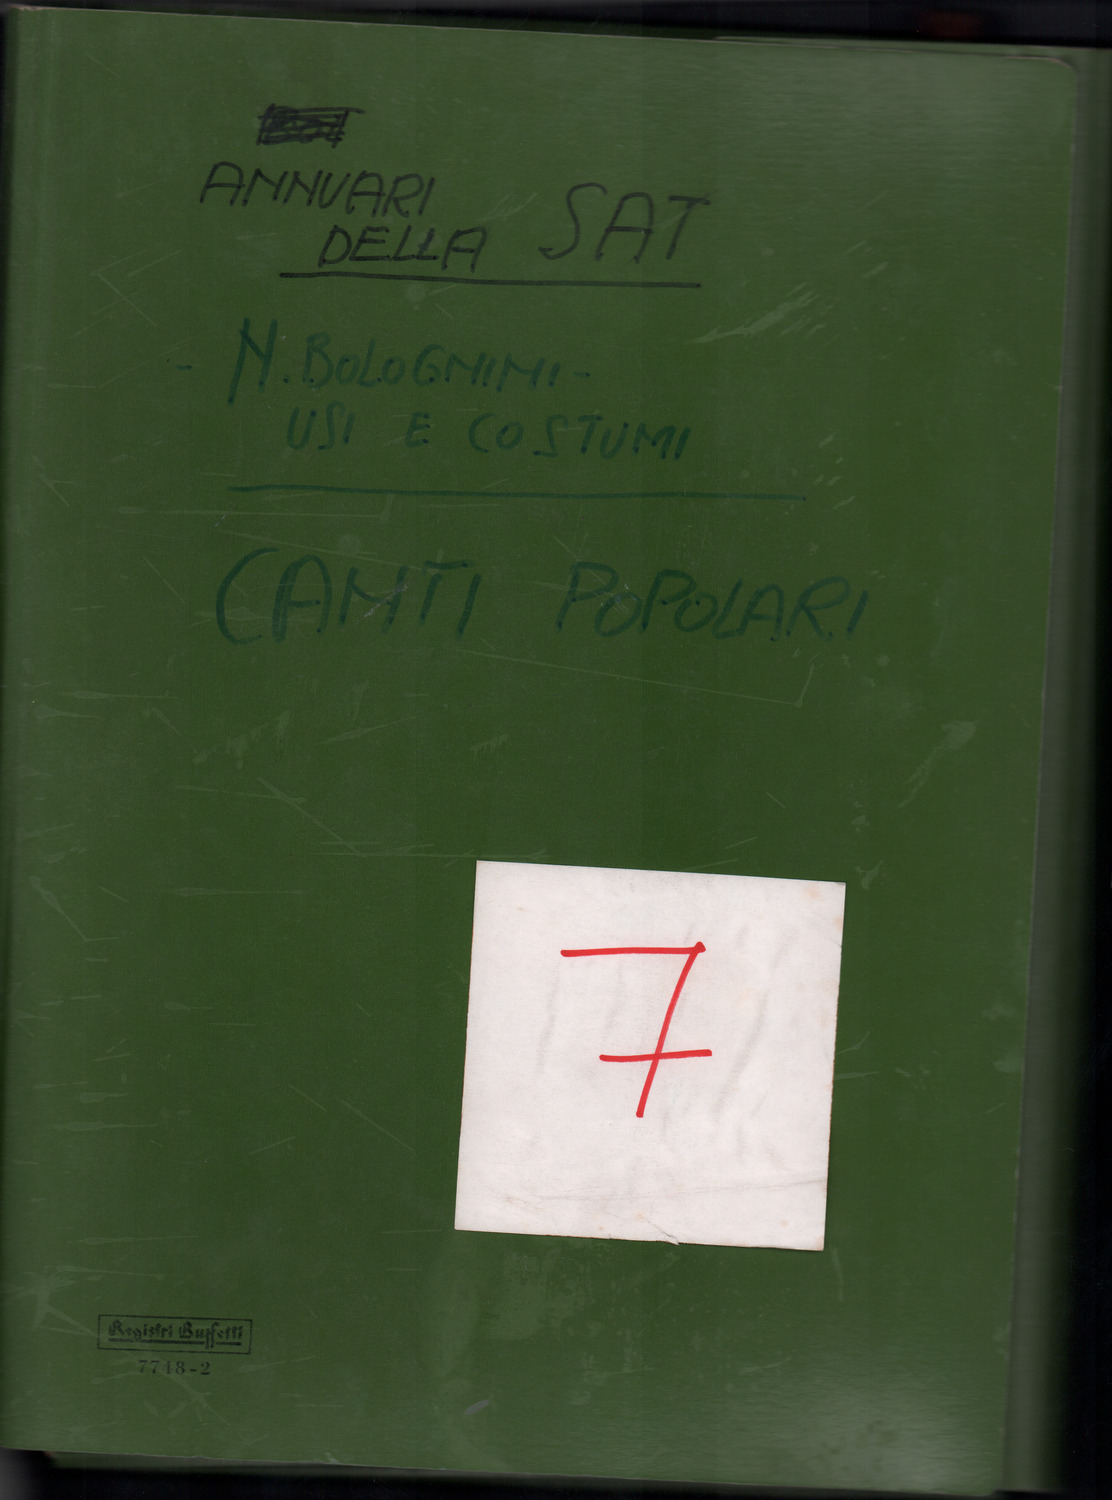 ANNUARI
DELLA SAT
- N. BOLOGNINI -
USI E COSTUMI
CANTI POPOLARI
7
Registri Buffetti
7748-2